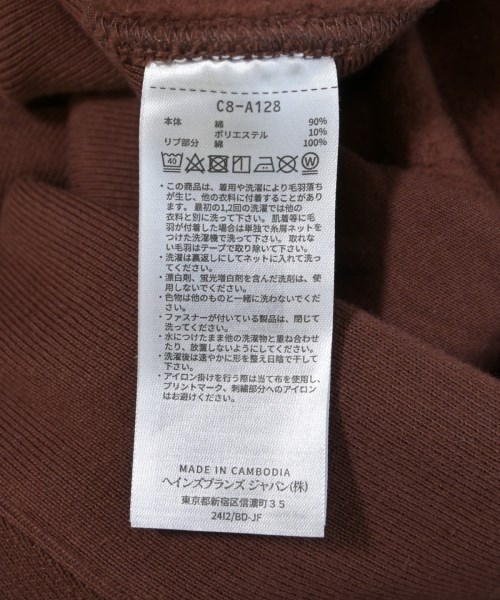 C8-A128
本体 綿 90%
ポリエステル 10%
リブ部分 綿 100%
40 W
・この商品は、着用や洗濯により毛羽落ち
が生じ、他の衣料に付着することがあり
ます。最初の1,2回の洗濯では他の
衣料と別に洗って下さい。肌着等に毛
羽が付着した場合は単独で糸屑ネットを
つけた洗濯機で洗って下さい。取れな
い毛羽はテープで取り除いて下さい。
・洗濯は裏返しにしてネットに入れて洗っ
てください。
・漂白剤、蛍光増白剤を含んだ洗剤は、使
用しないでください。
・色物は他のものと一緒に洗わないでくだ
さい。
・ファスナーが付いている製品は、閉じて
洗ってください。
・水につけたまま他の洗濯物と重ね合わせ
たり、放置しないようにしてください。
・洗濯後は速やかに形を整え日陰で干して
下さい。
・アイロン掛けを行う際は当て布を使用し、
プリントマーク、刺繍部分へのアイロン
はお避けください。
MADE IN CAMBODIA
ヘインズブランズ ジャパン(株)
東京都新宿区信濃町35
2412/BD-JF